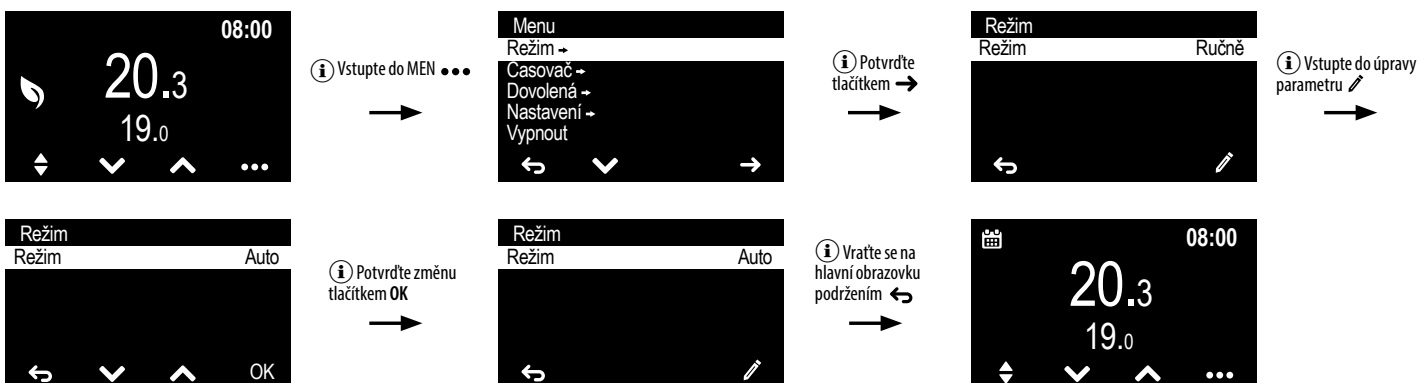 08:00
20.3
19.0
i Vstupte do MEN •••
Menu
Režim →
Casovač →
Dovolená →
Nastavení →
Vypnout
i Potvrďte
tlačítkem →
Režim
Režim Ručně
i Vstupte do úpravy
parametru
Režim
Režim Auto
OK
i Potvrďte změnu
tlačítkem OK
Režim
Režim Auto
i Vraťte se na
hlavní obrazovku
podržením
08:00
20.3
19.0